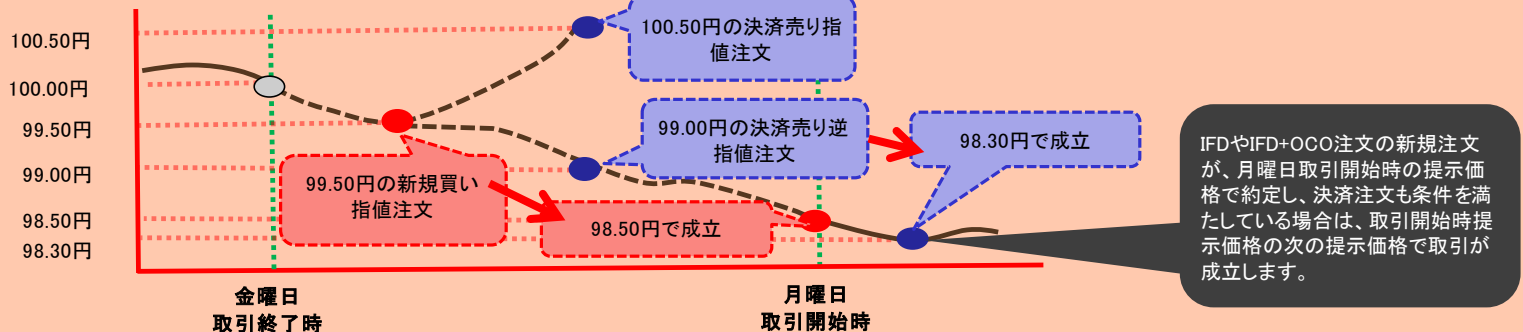 100.50円
100.00円
99.50円
99.00円
98.50円
98.30円
100.50円の決済売り指
値注文
99.00円の決済売り逆
指値注文
98.30円で成立
99.50円の新規買い
指値注文
98.50円で成立
IFDやIFD+OCO注文の新規注文
が、月曜日取引開始時の提示価
格で約定し、決済注文も条件を満
たしている場合は、取引開始時提
示価格の次の提示価格で取引が
成立します。
金曜日
取引終了時
月曜日
取引開始時